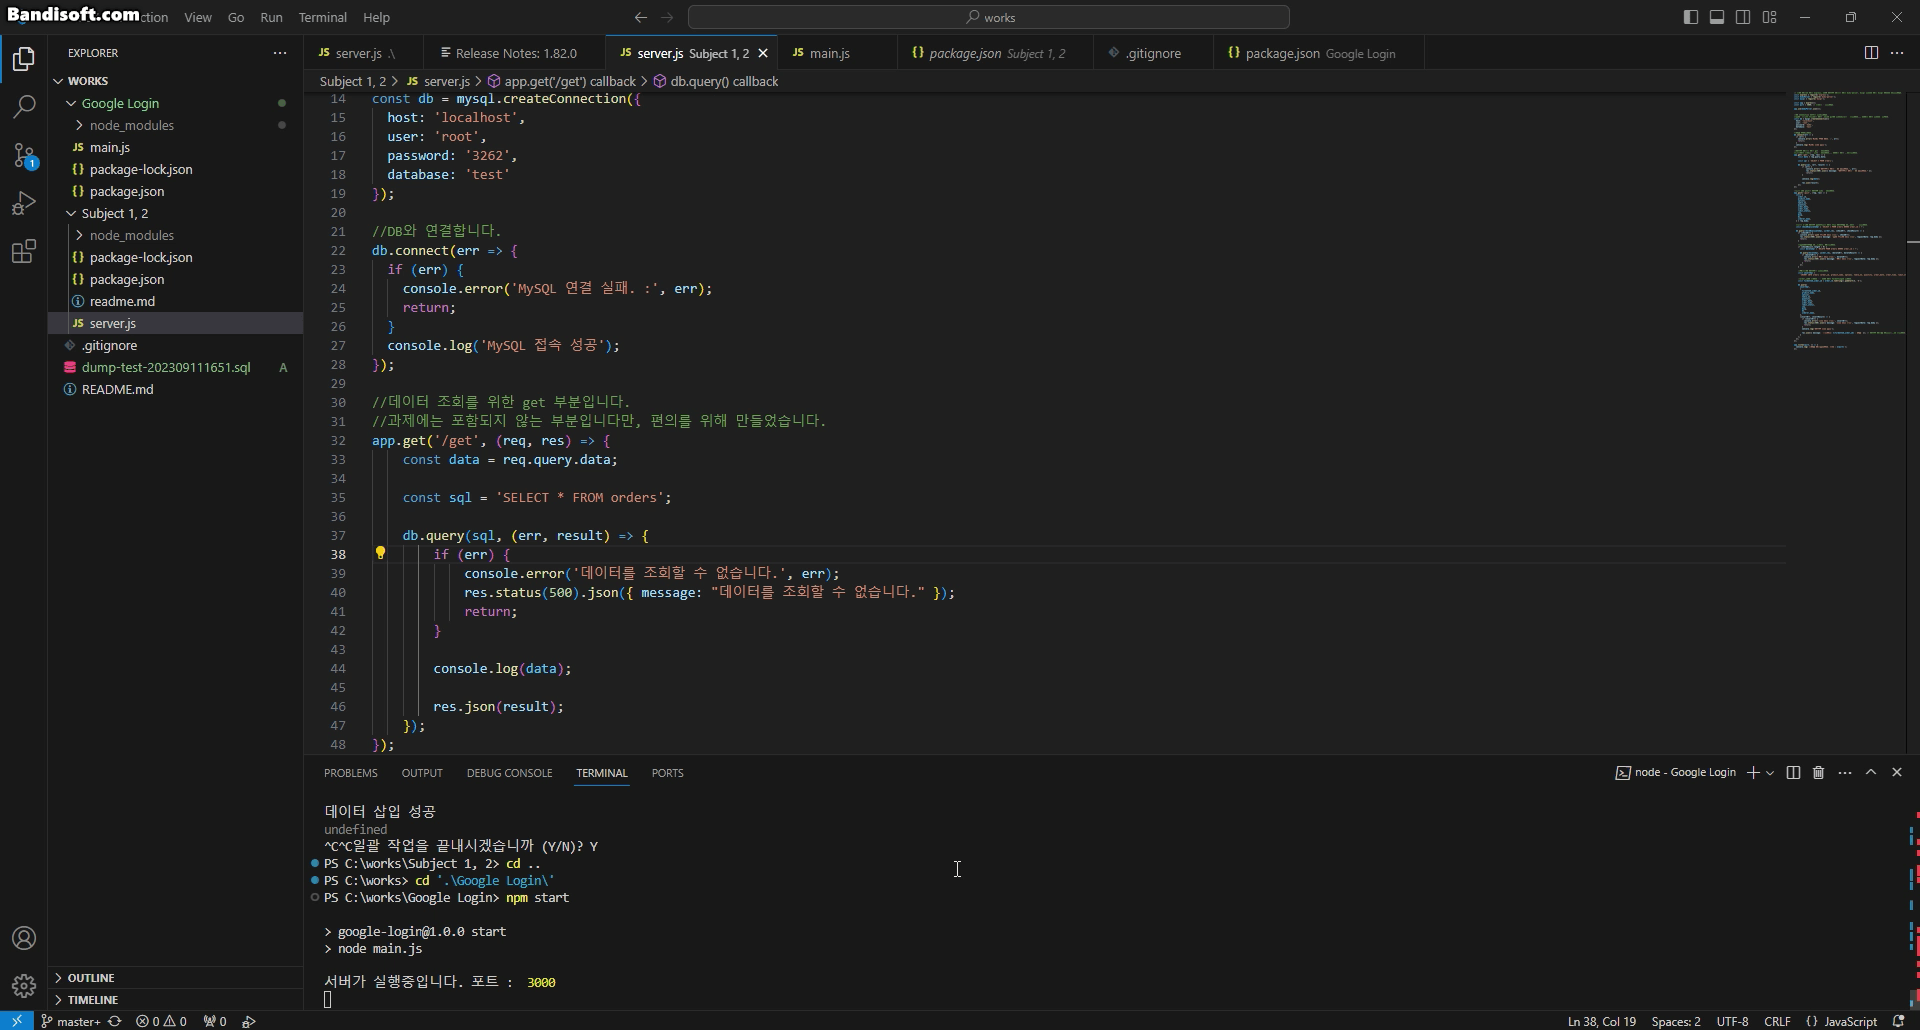 Bandisoft.com
ction View Go Run Terminal Help
works
EXPLORER
WORKS
Google Login
node_modules
main.js
package-lock.json
package.json
Subject 1, 2
node_modules
package-lock.json
package.json
readme.md
server.js
.gitignore
dump-test-202309111651.sql A
README.md
OUTLINE
TIMELINE
server.js .\
Release Notes: 1.82.0
server.js Subject 1, 2
main.js
package.json Subject 1, 2
.gitignore
package.json Google Login
Subject 1, 2 > server.js > app.get('/get') callback > db.query() callback
14 const db = mysql.createConnection({
15 host: 'localhost',
16 user: 'root',
17 password: '3262',
18 database: 'test'
19 });
20
21 //DB와 연결합니다.
22 db.connect(err => {
23 if (err) {
24 console.error('MySQL 연결 실패. :', err);
25 return;
26 }
27 console.log('MySQL 접속 성공');
28 });
29
30 //데이터 조회를 위한 get 부분입니다.
31 //과제에는 포함되지 않는 부분입니다만, 편의를 위해 만들었습니다.
32 app.get('/get', (req, res) => {
33 const data = req.query.data;
34
35 const sql = 'SELECT * FROM orders';
36
37 db.query(sql, (err, result) => {
38 if (err) {
39 console.error('데이터를 조회할 수 없습니다.', err);
40 res.status(500).json({ message: "데이터를 조회할 수 없습니다." });
41 return;
42 }
43
44 console.log(data);
45
46 res.json(result);
47 });
48 });
PROBLEMS OUTPUT DEBUG CONSOLE TERMINAL PORTS
node - Google Login
데이터 삽입 성공
undefined
^C^C일괄 작업을 끝내시겠습니까 (Y/N)? Y
PS C:\works\Subject 1, 2> cd ..
PS C:\works> cd '.\Google Login\'
PS C:\works\Google Login> npm start
> google-login@1.0.0 start
> node main.js
서버가 실행중입니다. 포트 : 3000
1
master+ 0 0 0
Ln 38, Col 19 Spaces: 2 UTF-8 CRLF {} JavaScript